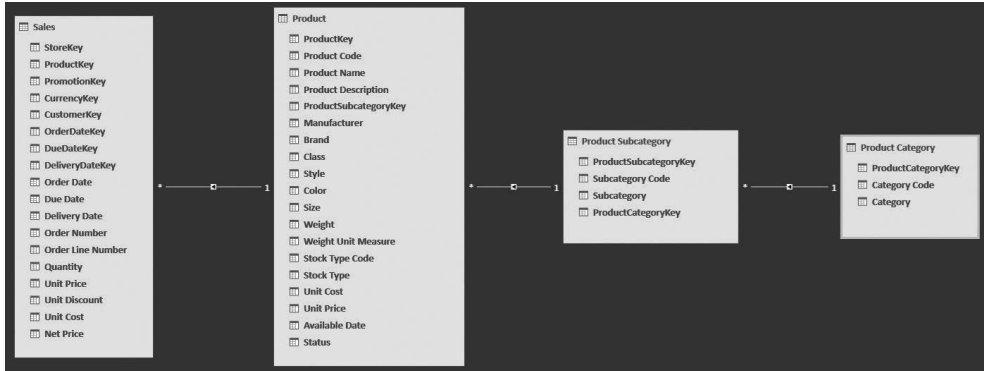 Sales
StoreKey
ProductKey
PromotionKey
CurrencyKey
CustomerKey
OrderDateKey
DueDateKey
DeliveryDateKey
Order Date
Due Date
Delivery Date
Order Number
Order Line Number
Quantity
Unit Price
Unit Discount
Unit Cost
Net Price
* 1
Product
ProductKey
Product Code
Product Name
Product Description
ProductSubcategoryKey
Manufacturer
Brand
Class
Style
Color
Size
Weight
Weight Unit Measure
Stock Type Code
Stock Type
Unit Cost
Unit Price
Available Date
Status
* 1
Product Subcategory
ProductSubcategoryKey
Subcategory Code
Subcategory
ProductCategoryKey
* 1
Product Category
ProductCategoryKey
Category Code
Category